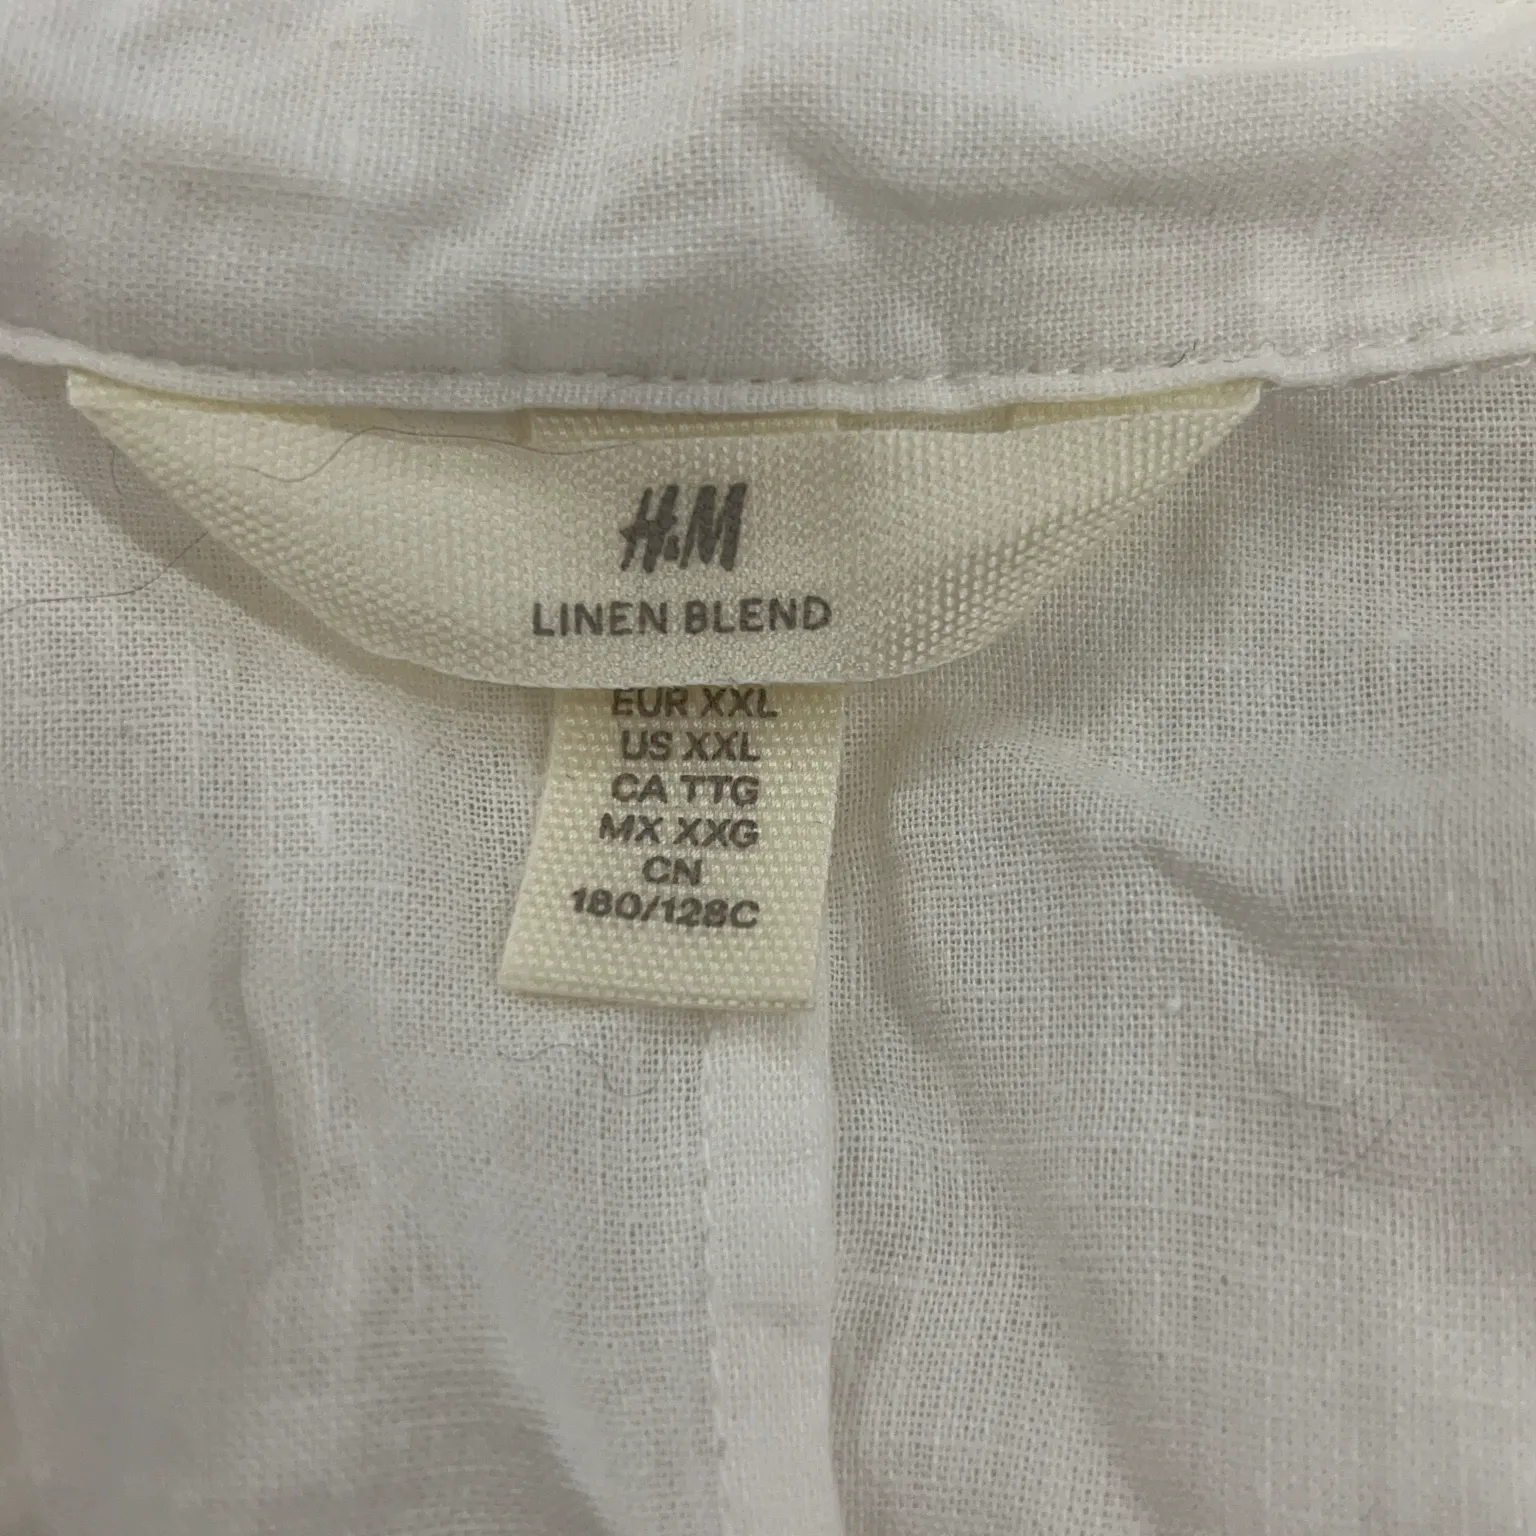 H&M
LINEN BLEND
EUR XXL
US XXL
CA TTG
MX XXG
CN
180/128C